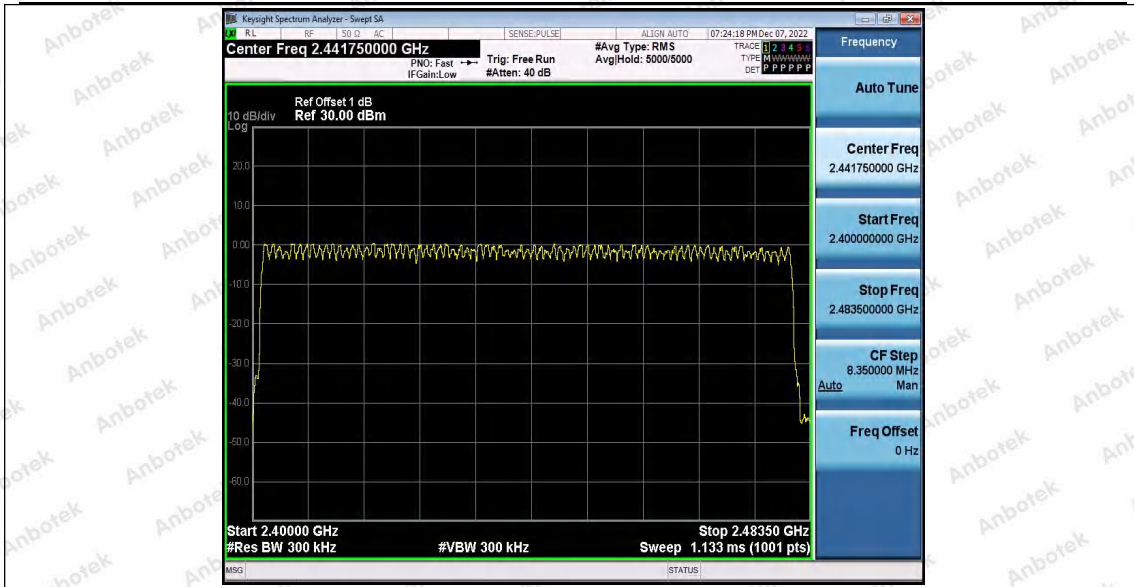 Keysight Spectrum Analyzer - Swept SA
RL RF 50 Ω AC SENSE:PULSE ALIGN AUTO 07:24:18 PM Dec 07, 2022
Center Freq 2.441750000 GHz
PNO: Fast
IFGain:Low
Trig: Free Run
#Atten: 40 dB
#Avg Type: RMS
Avg|Hold: 5000/5000
TRACE 1 2 3 4 5 6
TYPE M WWWWW
DET P P P P P P
Ref Offset 1 dB
10 dB/div Ref 30.00 dBm
Log
20.0
10.0
0.00
-10.0
-20.0
-30.0
-40.0
-50.0
-60.0
Start 2.40000 GHz Stop 2.48350 GHz
#Res BW 300 kHz #VBW 300 kHz Sweep 1.133 ms (1001 pts)
MSG STATUS
Frequency
Auto Tune
Center Freq
2.441750000 GHz
Start Freq
2.400000000 GHz
Stop Freq
2.483500000 GHz
CF Step
8.350000 MHz
Auto Man
Freq Offset
0 Hz
Anbotek